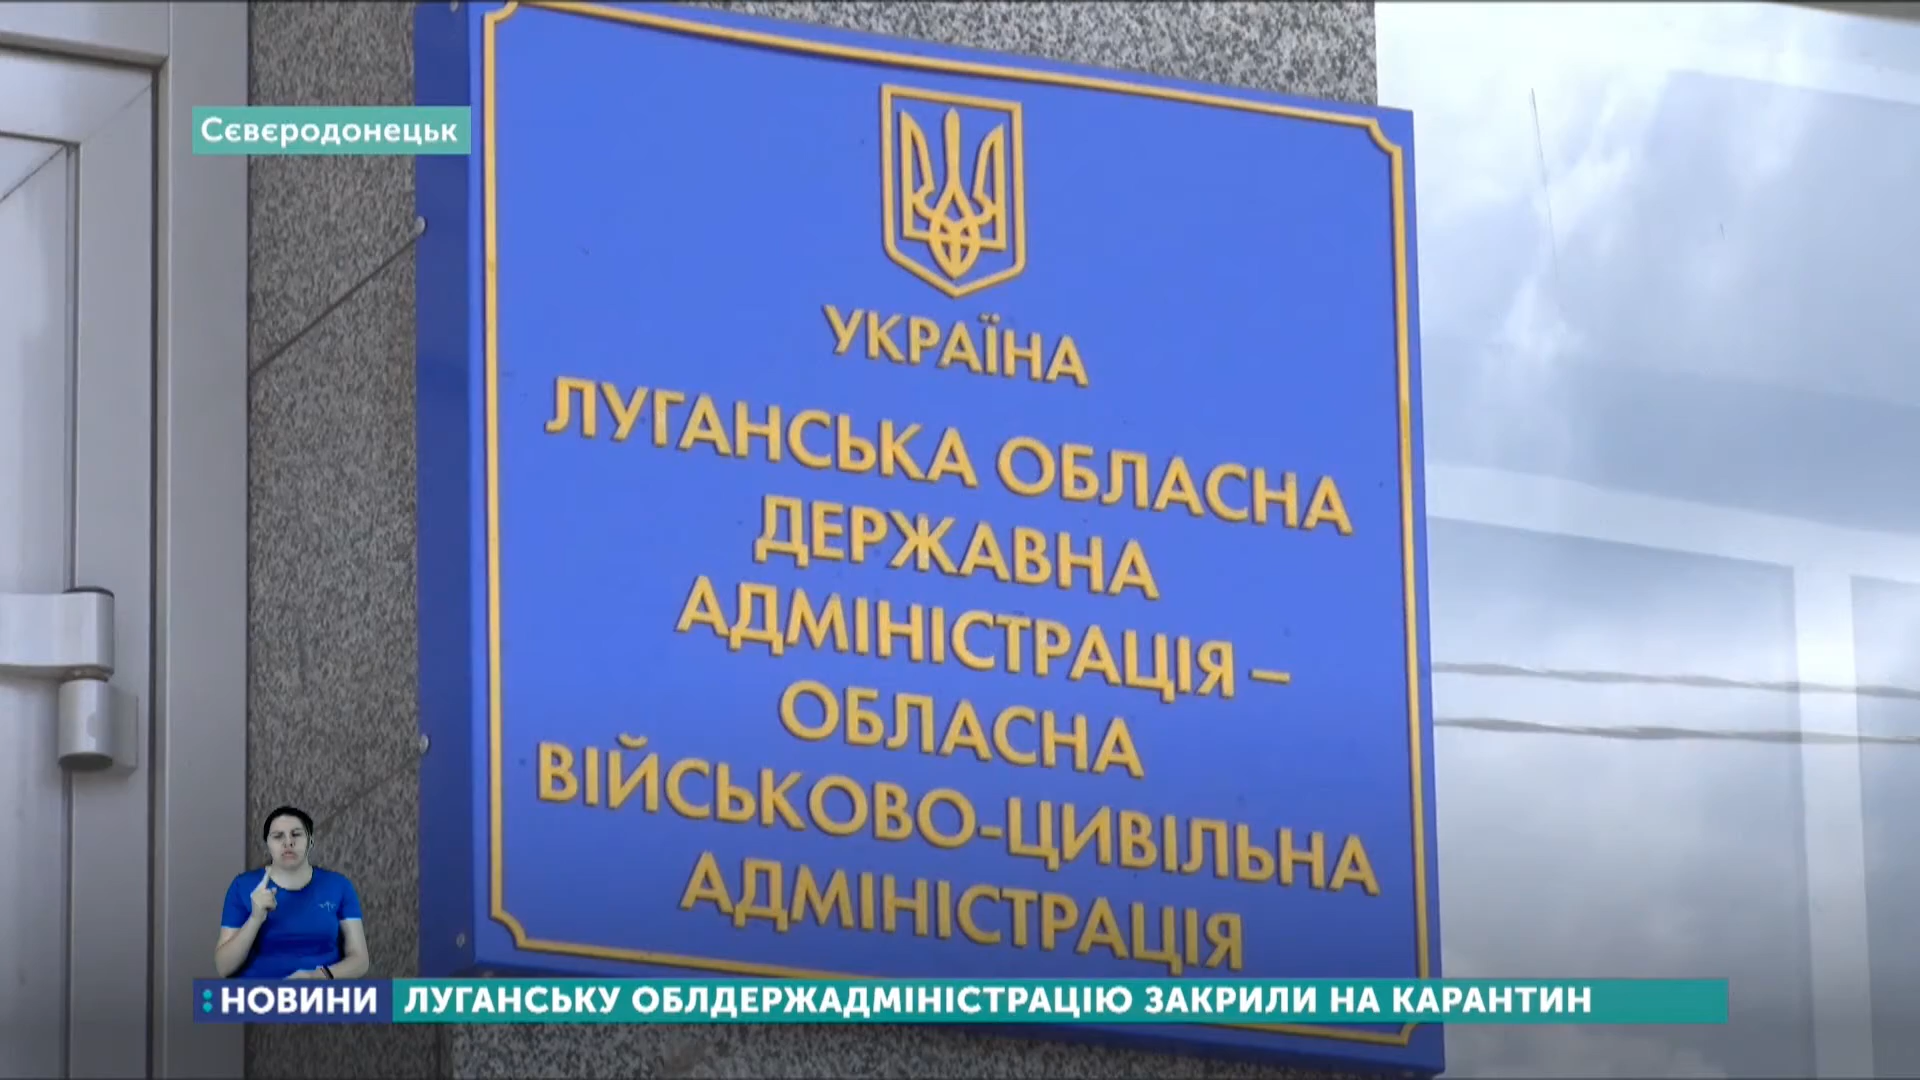 Сєвєродонецьк
УКРАЇНА
ЛУГАНСЬКА ОБЛАСНА
ДЕРЖАВНА
АДМІНІСТРАЦІЯ –
ОБЛАСНА
ВІЙСЬКОВО-ЦИВІЛЬНА
АДМІНІСТРАЦІЯ
:НОВИНИ ЛУГАНСЬКУ ОБЛДЕРЖАДМІНІСТРАЦІЮ ЗАКРИЛИ НА КАРАНТИН